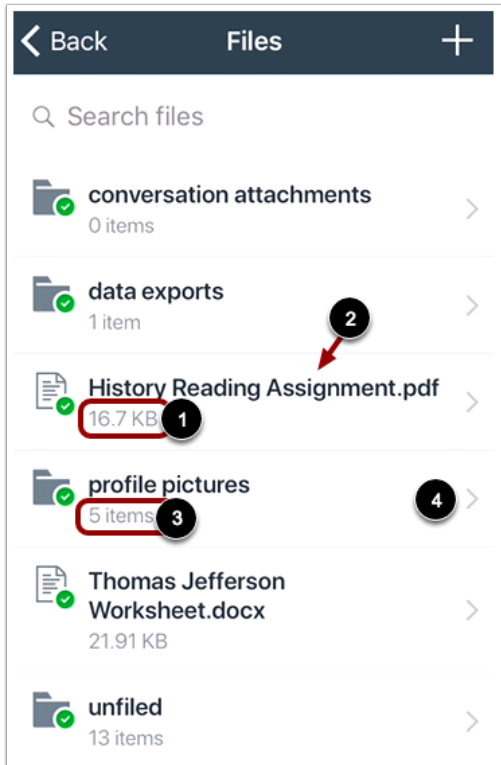 Back Files +
Search files
conversation attachments
0 items
data exports
1 item
2
History Reading Assignment.pdf
16.7 KB 1
profile pictures
4
5 items 3
Thomas Jefferson
Worksheet.docx
21.91 KB
unfiled
13 items